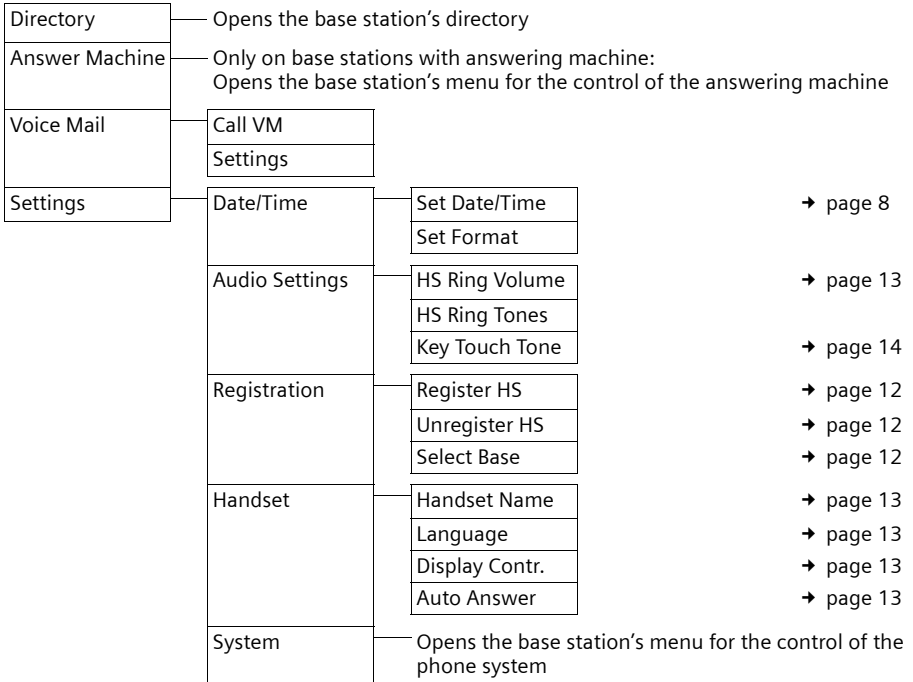 Directory Opens the base station's directory
Answer Machine Only on base stations with answering machine:
Opens the base station's menu for the control of the answering machine
Voice Mail Call VM
Settings
Settings Date/Time Set Date/Time ➔ page 8
Set Format
Audio Settings HS Ring Volume ➔ page 13
HS Ring Tones
Key Touch Tone ➔ page 14
Registration Register HS ➔ page 12
Unregister HS ➔ page 12
Select Base ➔ page 12
Handset Handset Name ➔ page 13
Language ➔ page 13
Display Contr. ➔ page 13
Auto Answer ➔ page 13
System Opens the base station's menu for the control of the
phone system